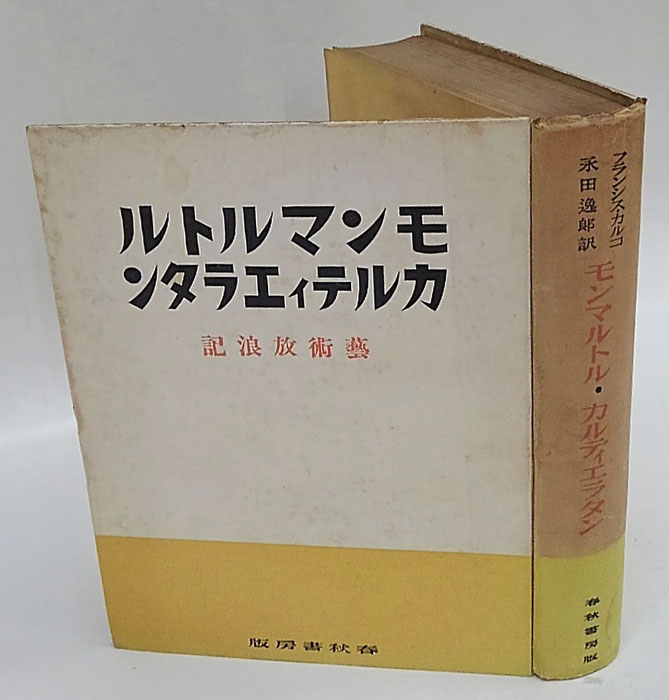 モンマルトル
カルティエラタン
藝術放浪記
春秋書房版
フランシス・カルコ
永田逸郎訳
モンマルトル・カルティエラタン
春秋書房版